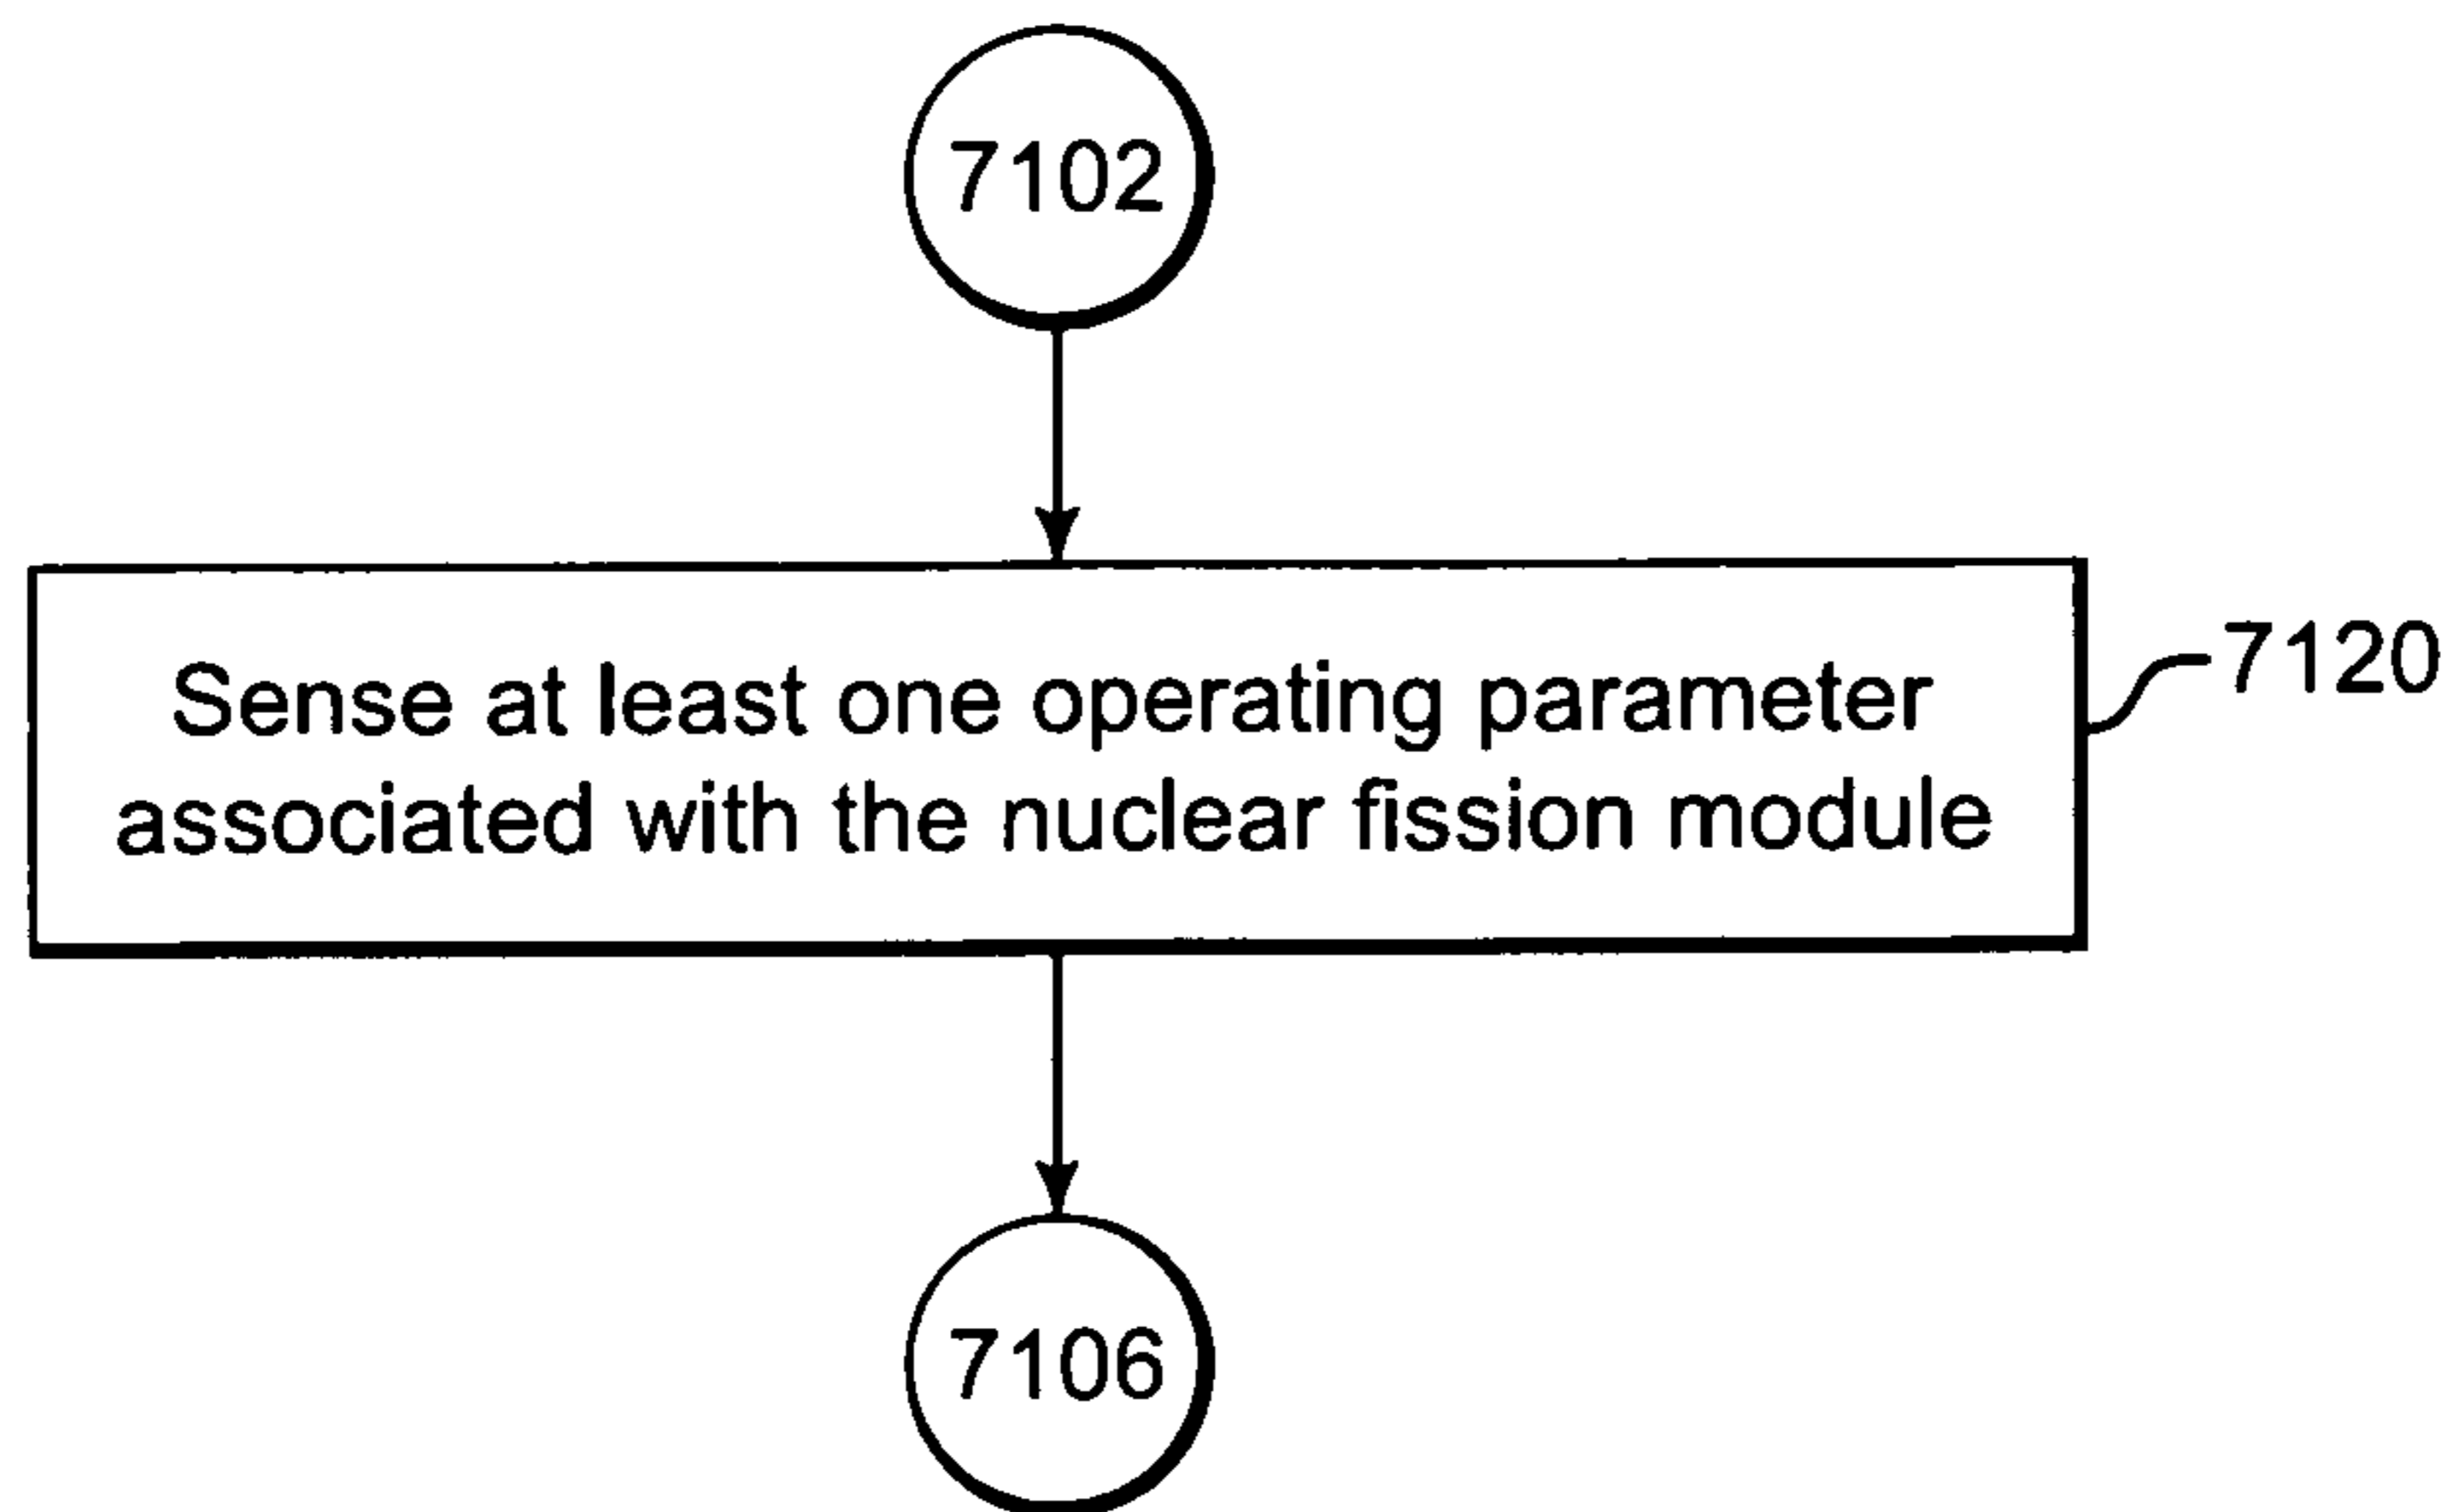 7102
Sense at least one operating parameter
associated with the nuclear fission module
7120
7106